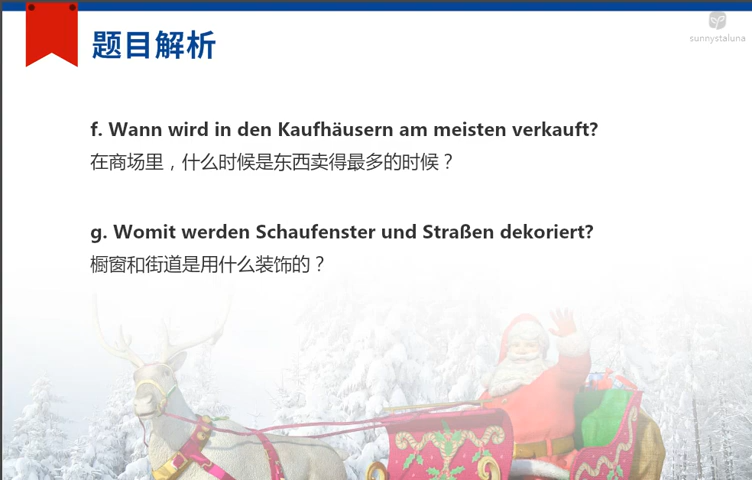 题目解析
sunnystaluna
f. Wann wird in den Kaufhäusern am meisten verkauft?
在商场里，什么时候是东西卖得最多的时候？
g. Womit werden Schaufenster und Straßen dekoriert?
橱窗和街道是用什么装饰的？